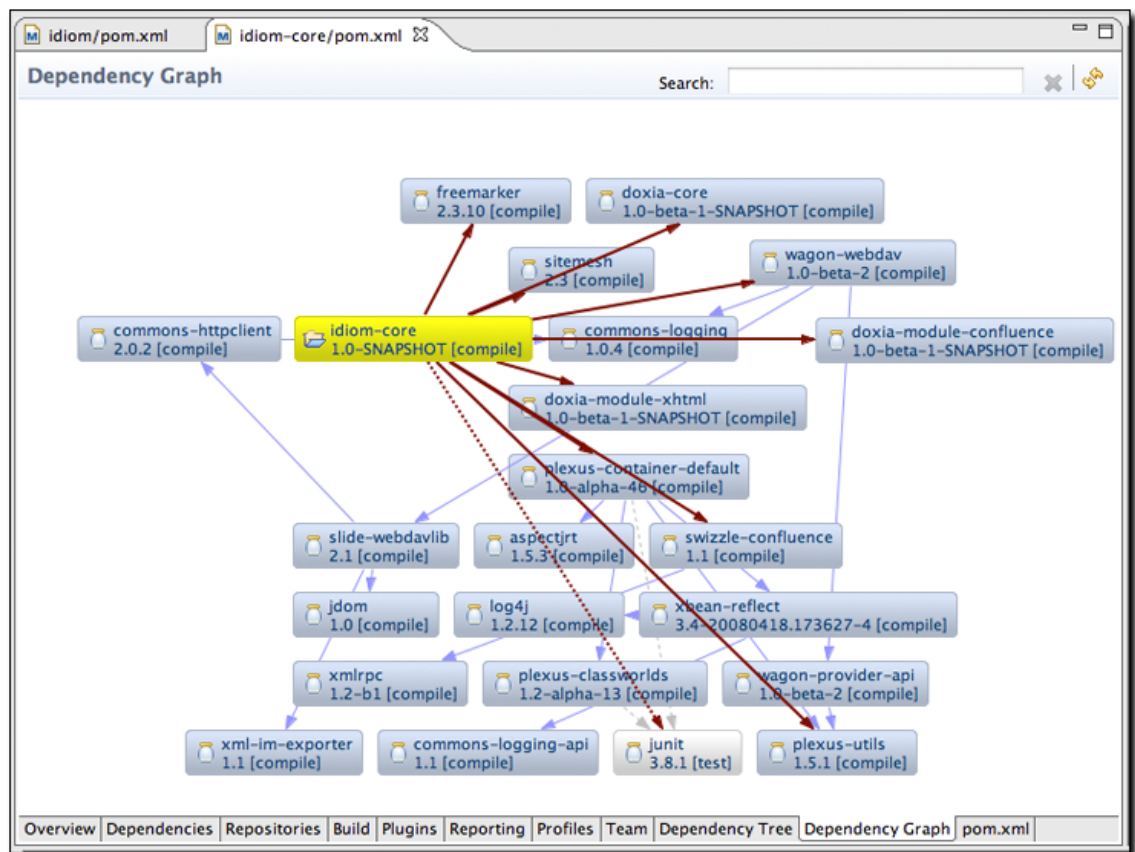 idiom/pom.xml
idiom-core/pom.xml
Dependency Graph
Search:
freemarker
2.3.10 [compile]
doxia-core
1.0-beta-1-SNAPSHOT [compile]
sitemesh
2.3 [compile]
wagon-webdav
1.0-beta-2 [compile]
commons-httpclient
2.0.2 [compile]
idiom-core
1.0-SNAPSHOT [compile]
commons-logging
1.0.4 [compile]
doxia-module-confluence
1.0-beta-1-SNAPSHOT [compile]
doxia-module-xhtml
1.0-beta-1-SNAPSHOT [compile]
plexus-container-default
1.0-alpha-46 [compile]
slide-webdavlib
2.1 [compile]
aspectjrt
1.5.3 [compile]
swizzle-confluence
1.1 [compile]
jdom
1.0 [compile]
log4j
1.2.12 [compile]
xbean-reflect
3.4-20080418.173627-4 [compile]
xmlrpc
1.2-b1 [compile]
plexus-classworlds
1.2-alpha-13 [compile]
wagon-provider-api
1.0-beta-2 [compile]
xml-im-exporter
1.1 [compile]
commons-logging-api
1.1 [compile]
junit
3.8.1 [test]
plexus-utils
1.5.1 [compile]
Overview Dependencies Repositories Build Plugins Reporting Profiles Team Dependency Tree Dependency Graph pom.xml